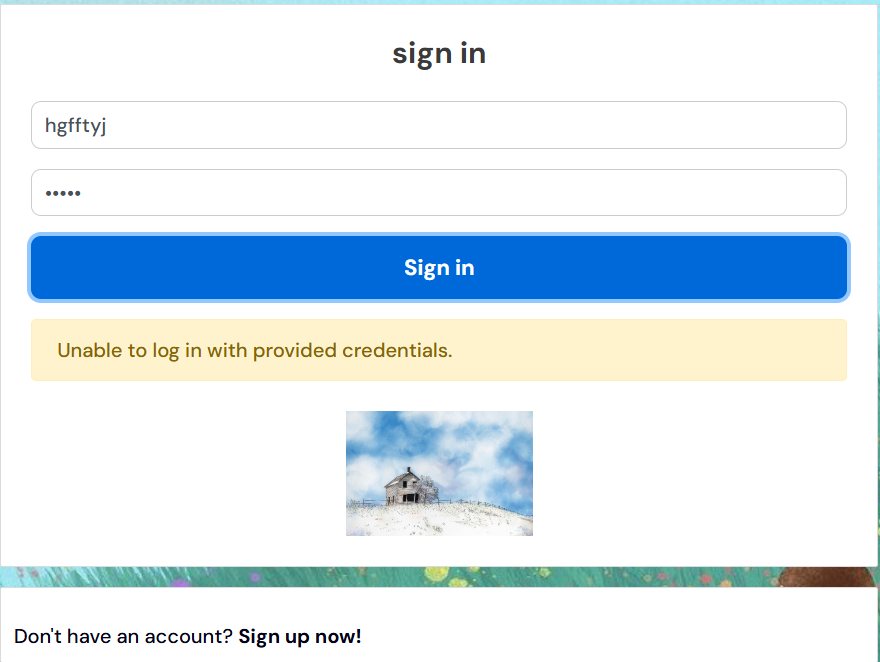 sign in
hgfftyj
•••••
Sign in
Unable to log in with provided credentials.
Don't have an account? Sign up now!